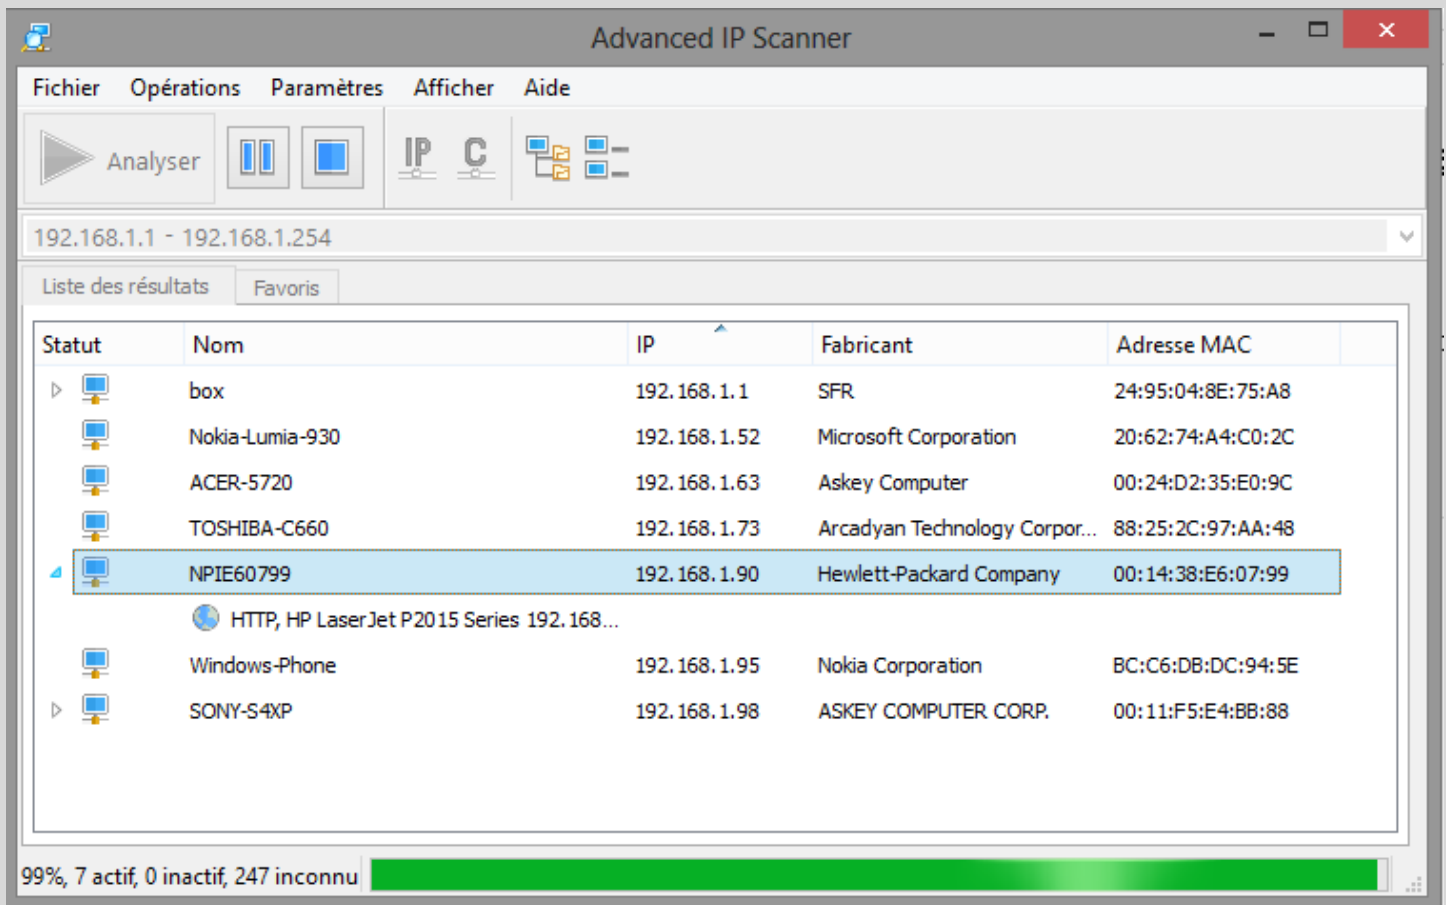 Advanced IP Scanner
Fichier Opérations Paramètres Afficher Aide
Analyser IP C
192.168.1.1 - 192.168.1.254
Liste des résultats Favoris
Statut Nom IP Fabricant Adresse MAC
box 192.168.1.1 SFR 24:95:04:8E:75:A8
Nokia-Lumia-930 192.168.1.52 Microsoft Corporation 20:62:74:A4:C0:2C
ACER-5720 192.168.1.63 Askey Computer 00:24:D2:35:E0:9C
TOSHIBA-C660 192.168.1.73 Arcadyan Technology Corpor... 88:25:2C:97:AA:48
NPIE60799 192.168.1.90 Hewlett-Packard Company 00:14:38:E6:07:99
HTTP, HP LaserJet P2015 Series 192.168...
Windows-Phone 192.168.1.95 Nokia Corporation BC:C6:DB:DC:94:5E
SONY-S4XP 192.168.1.98 ASKEY COMPUTER CORP. 00:11:F5:E4:BB:88
99%, 7 actif, 0 inactif, 247 inconnu